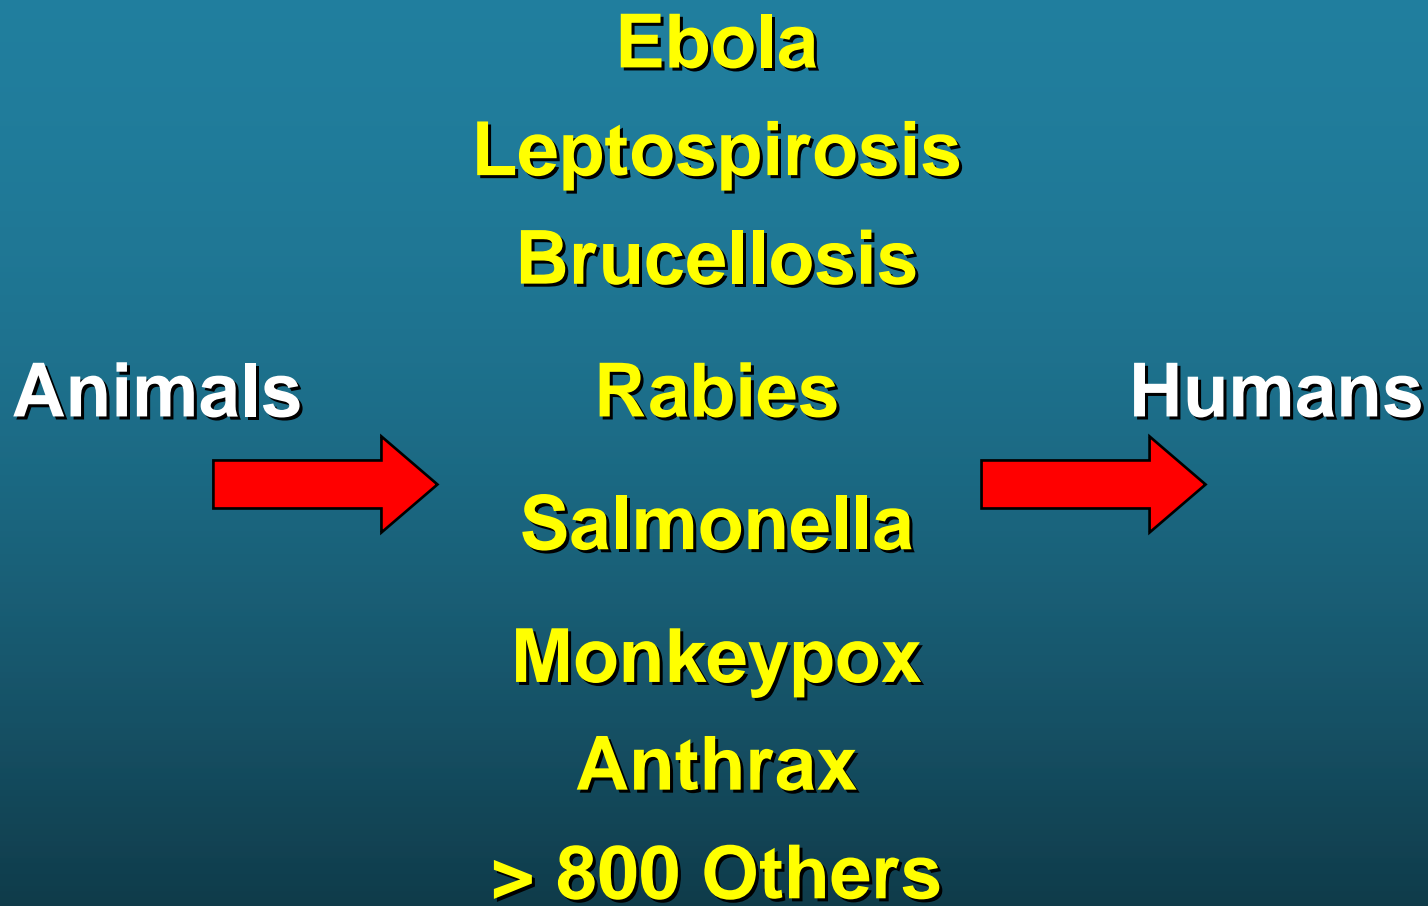 Ebola
Leptospirosis
Brucellosis
Animals Rabies Humans
Salmonella
Monkeypox
Anthrax
> 800 Others